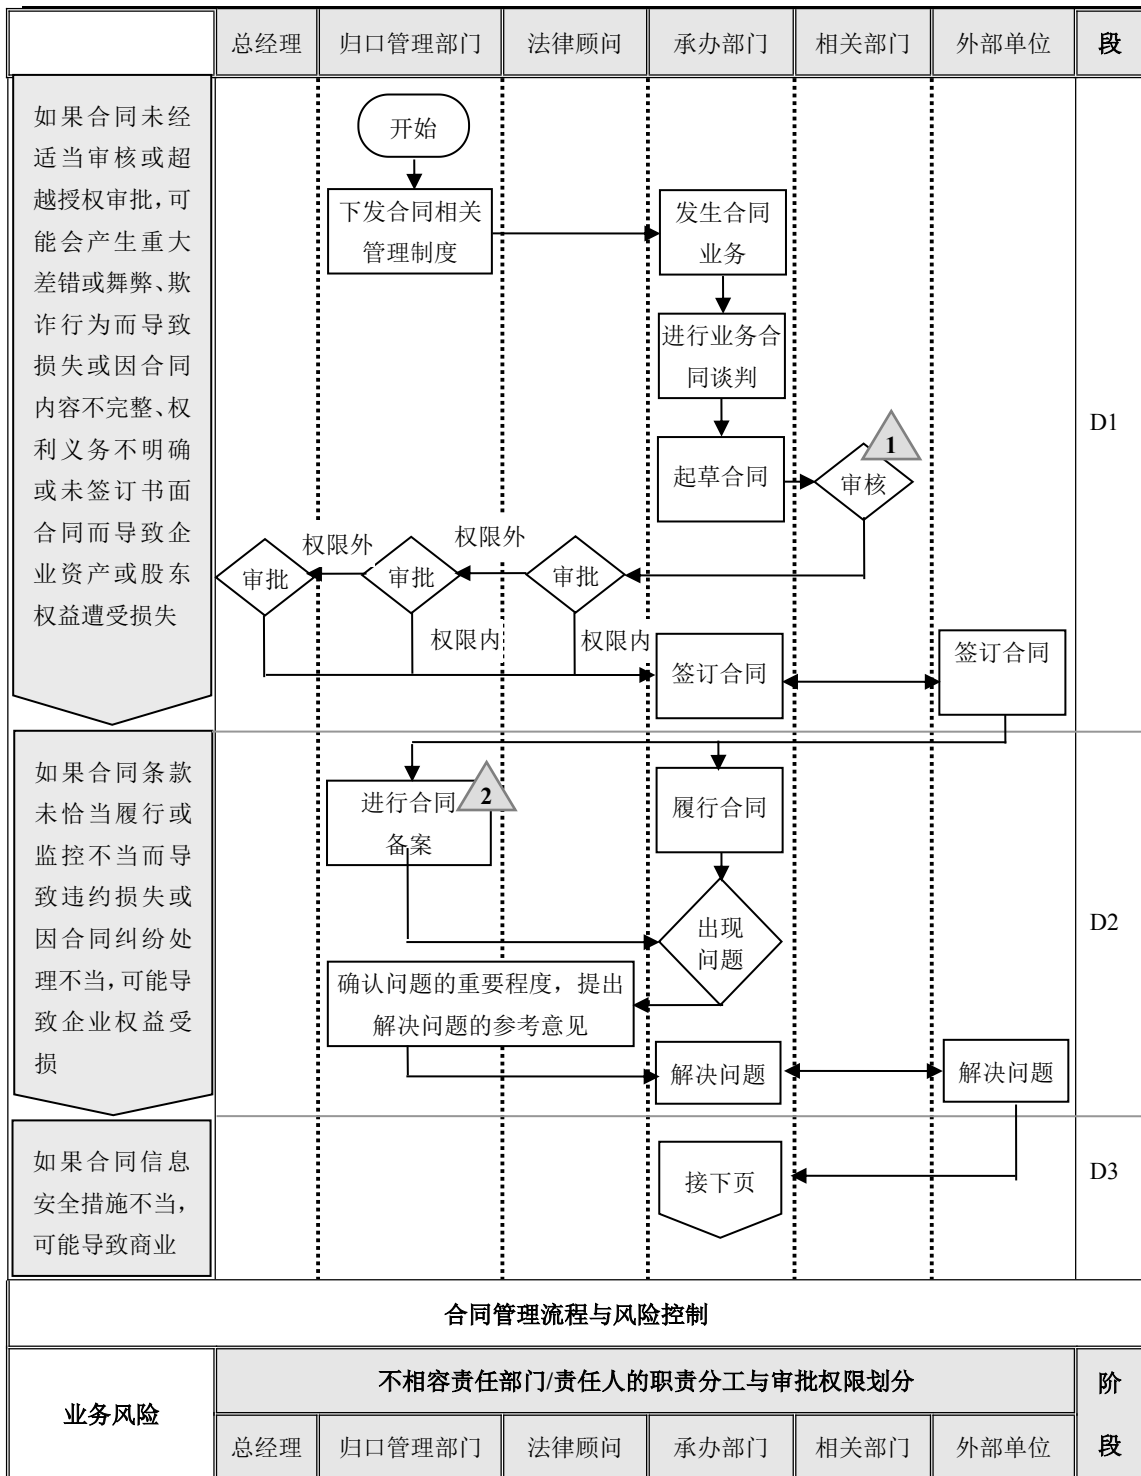 总经理 归口管理部门 法律顾问 承办部门 相关部门 外部单位 段
如果合同未经
适当审核或超
越授权审批,可
能会产生重大
差错或舞弊、欺
诈行为而导致
损失或因合同
内容不完整、权
利义务不明确
或未签订书面
合同而导致企
业资产或股东
权益遭受损失
开始
下发合同相关
管理制度
发生合同
业务
进行业务合
同谈判
起草合同
1
审核
D1
权限外
权限外
审批
审批
审批
权限内
权限内
签订合同
签订合同
如果合同条款
未恰当履行或
监控不当而导
致违约损失或
因合同纠纷处
理不当,可能导
致企业权益受
损
进行合同
备案
2
履行合同
出现
问题
D2
确认问题的重要程度，提出
解决问题的参考意见
解决问题
解决问题
如果合同信息
安全措施不当,
可能导致商业
接下页
D3
合同管理流程与风险控制
业务风险
不相容责任部门/责任人的职责分工与审批权限划分
阶
段
总经理 归口管理部门 法律顾问 承办部门 相关部门 外部单位